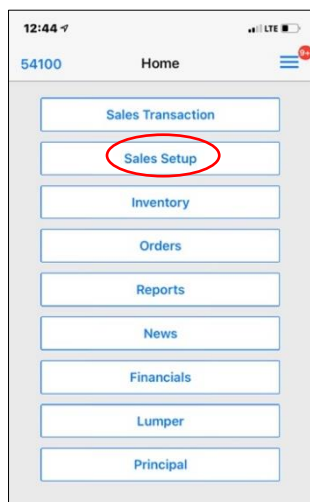 12:44 LTE
54100 Home 9+
Sales Transaction
Sales Setup
Inventory
Orders
Reports
News
Financials
Lumper
Principal